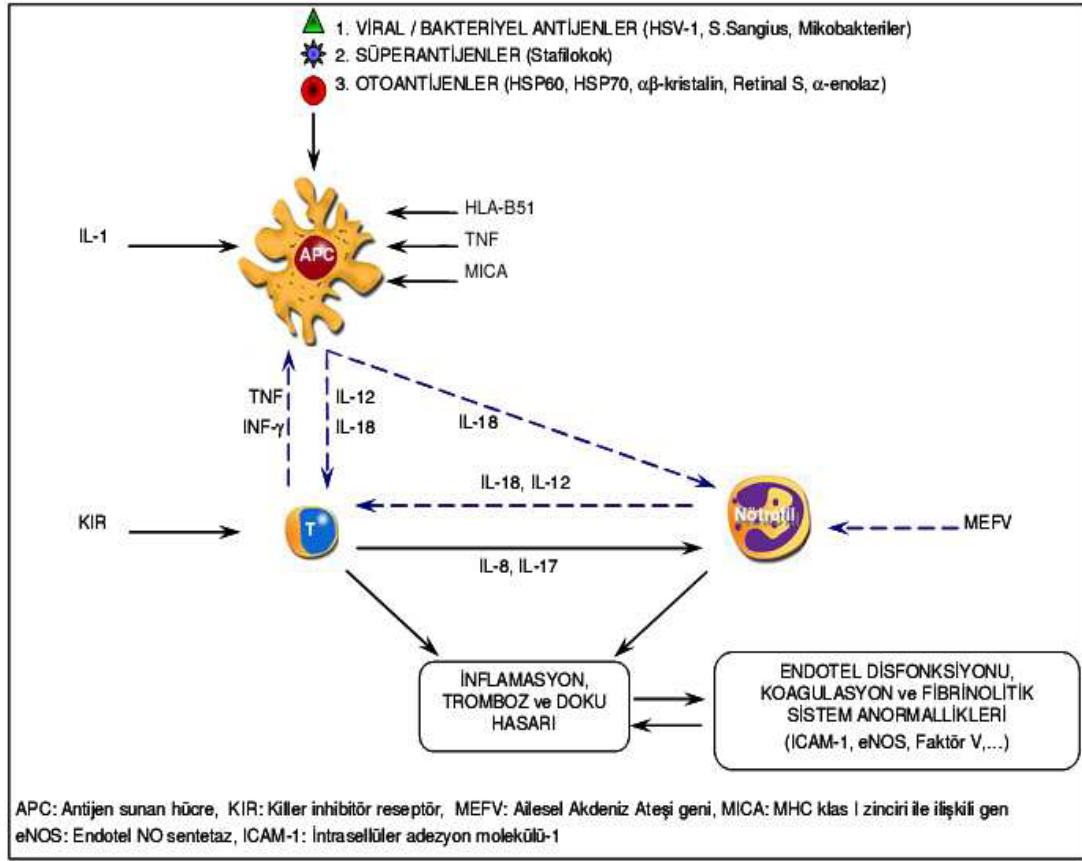 1. VİRAL / BAKTERİYEL ANTİJENLER (HSV-1, S.Sangius, Mikobakteriler)
2. SÜPERANTİJENLER (Stafilokok)
3. OTOANTİJENLER (HSP60, HSP70, αβ-kristalin, Retinal S, α-enolaz)
HLA-B51
IL-1
TNF
APC
MICA
TNF
IL-12
INF-γ
IL-18
IL-18
IL-18, IL-12
KIR
T
Nötrofil
MEFV
IL-8, IL-17
İNFLAMASYON,
TROMBOZ ve DOKU
HASARI
ENDOTEL DİSFONKSİYONU,
KOAGULASYON ve FİBRİNOLİTİK
SİSTEM ANORMALLİKLERİ
(ICAM-1, eNOS, Faktör V,...)
APC: Antijen sunan hücre, KIR: Killer inhibitör reseptör, MEFV: Ailesel Akdeniz Ateşi geni, MICA: MHC klas I zinciri ile ilişkili gen
eNOS: Endotel NO sentetaz, ICAM-1: İntrasellüler adezyon molekülü-1